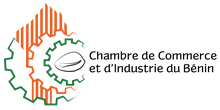 Chambre de Commerce
et d'Industrie du Bénin